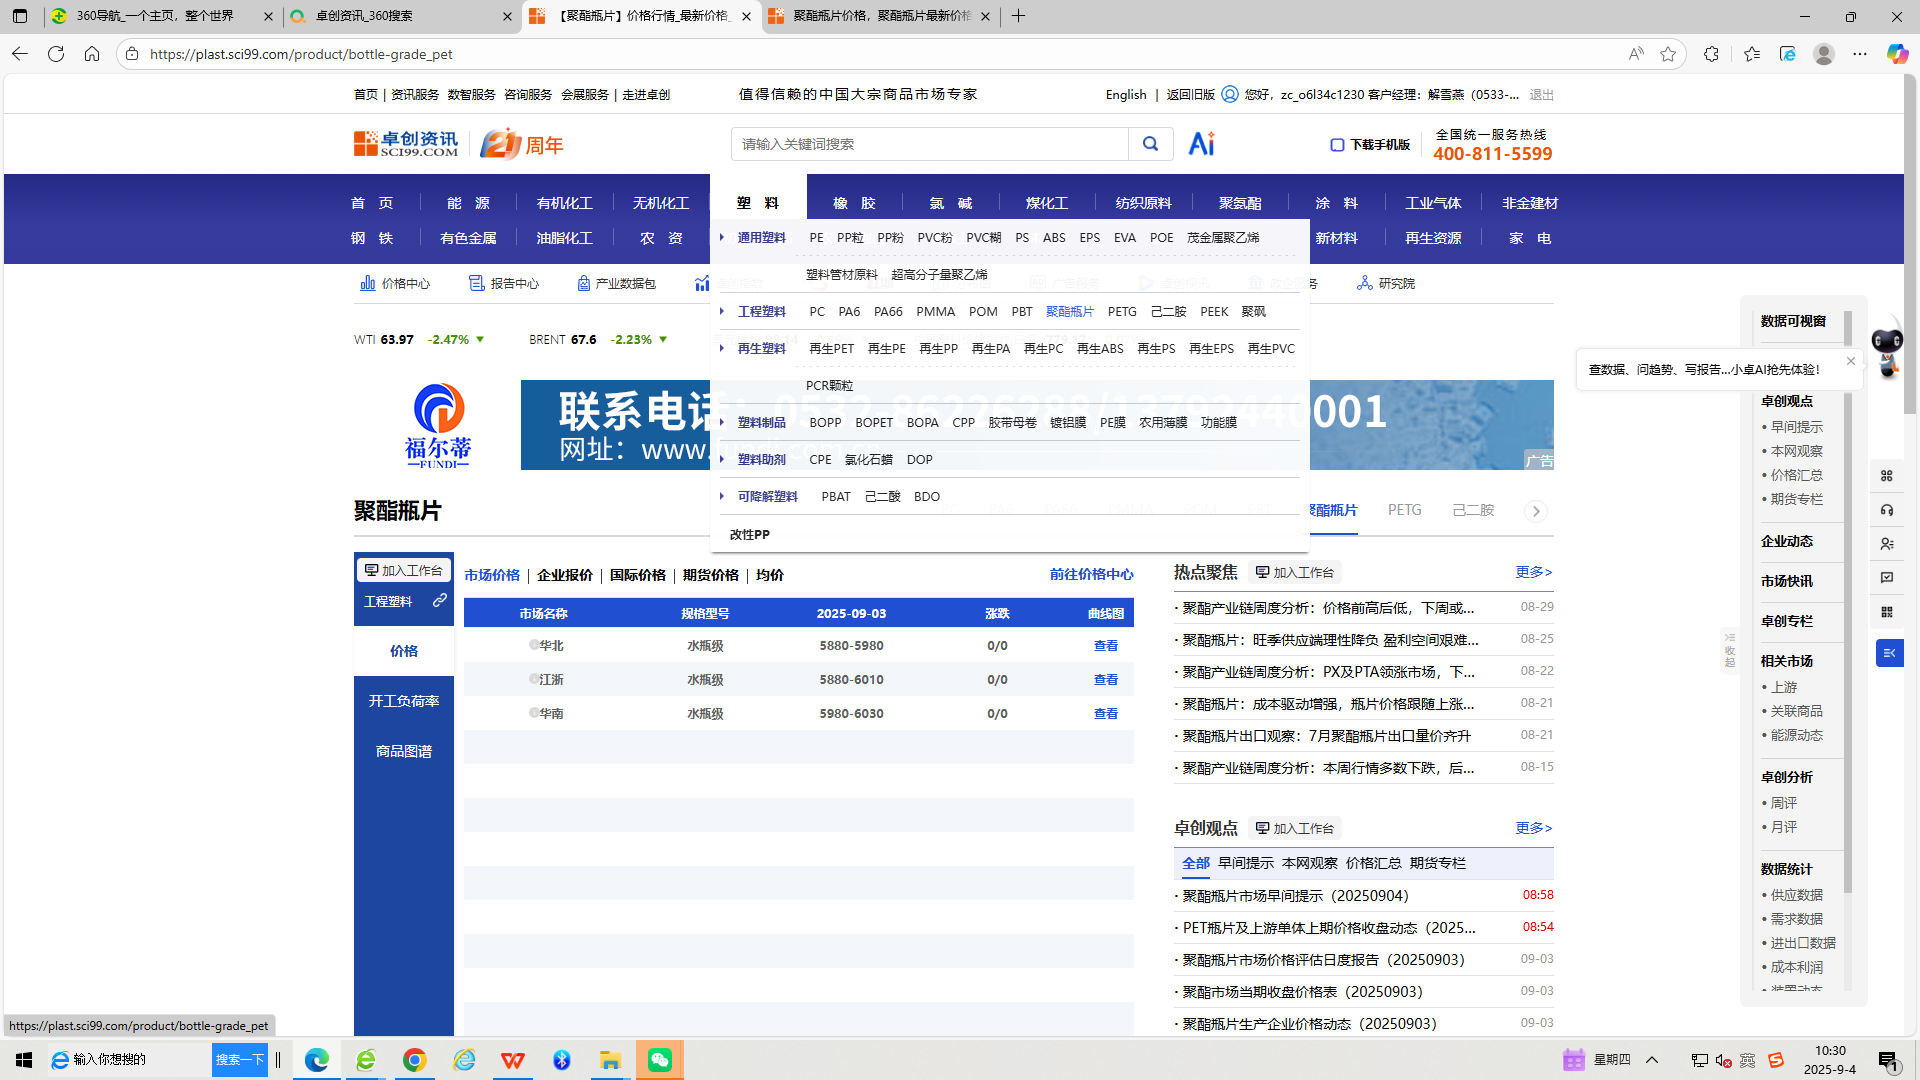 360导航_一个主页，整个世界
卓创资讯_360搜索
【聚酯瓶片】价格行情_最新价格_
聚酯瓶片价格，聚酯瓶片最新价格
https://plast.sci99.com/product/bottle-grade_pet
首页 | 资讯服务 数智服务 咨询服务 会展服务 | 走进卓创
值得信赖的中国大宗商品市场专家
English | 返回旧版 您好，zc_o6l34c1230 客户经理：解雪燕（0533-... 退出
卓创资讯
SCI99.COM
21 周年
请输入关键词搜索
Ai
下载手机版
全国统一服务热线
400-811-5599
首 页 能 源 有机化工 无机化工 塑 料 橡 胶 氯 碱 煤化工 纺织原料 聚氨酯 涂 料 工业气体 非金建材
钢 铁 有色金属 油脂化工 农 资 新材料 再生资源 家 电
通用塑料 PE PP粒 PP粉 PVC粉 PVC糊 PS ABS EPS EVA POE 茂金属聚乙烯
塑料管材原料 超高分子量聚乙烯
工程塑料 PC PA6 PA66 PMMA POM PBT 聚酯瓶片 PETG 己二胺 PEEK 聚砜
再生塑料 再生PET 再生PE 再生PP 再生PA 再生PC 再生ABS 再生PS 再生EPS 再生PVC
PCR颗粒
塑料制品 BOPP BOPET BOPA CPP 胶带母卷 镀铝膜 PE膜 农用薄膜 功能膜
塑料助剂 CPE 氯化石蜡 DOP
可降解塑料 PBAT 己二酸 BDO
改性PP
价格中心 报告中心 产业数据包 研究院
WTI 63.97 -2.47% BRENT 67.6 -2.23%
福尔蒂
FUNDI
联系电话：0532-86226288/13792440001
网址：www.fundi.com
广告
聚酯瓶片
聚酯瓶片 PETG 己二胺
加入工作台
工程塑料
价格
开工负荷率
商品图谱
市场价格 | 企业报价 | 国际价格 | 期货价格 | 均价 前往价格中心
市场名称 规格型号 2025-09-03 涨跌 曲线图
华北 水瓶级 5880-5980 0/0 查看
江浙 水瓶级 5880-6010 0/0 查看
华南 水瓶级 5980-6030 0/0 查看
热点聚焦 加入工作台 更多>
· 聚酯产业链周度分析：价格前高后低，下周或... 08-29
· 聚酯瓶片：旺季供应端理性降负 盈利空间艰难... 08-25
· 聚酯产业链周度分析：PX及PTA领涨市场，下... 08-22
· 聚酯瓶片：成本驱动增强，瓶片价格跟随上涨... 08-21
· 聚酯瓶片出口观察：7月聚酯瓶片出口量价齐升 08-21
· 聚酯产业链周度分析：本周行情多数下跌，后... 08-15
卓创观点 加入工作台 更多>
全部 早间提示 本网观察 价格汇总 期货专栏
· 聚酯瓶片市场早间提示（20250904） 08:58
· PET瓶片及上游单体上期价格收盘动态（2025... 08:54
· 聚酯瓶片市场价格评估日度报告（20250903） 09-03
· 聚酯市场当期收盘价格表（20250903） 09-03
· 聚酯瓶片生产企业价格动态（20250903） 09-03
数据可视窗
查数据、问趋势、写报告...小卓AI抢先体验！
卓创观点
• 早间提示
• 本网观察
• 价格汇总
• 期货专栏
企业动态
市场快讯
卓创专栏
相关市场
• 上游
• 关联商品
• 能源动态
卓创分析
• 周评
• 月评
数据统计
• 供应数据
• 需求数据
• 进出口数据
• 成本利润
• 装置动态
收起
https://plast.sci99.com/product/bottle-grade_pet
输入你想搜的
搜索一下
星期四
英
10:30
2025-9-4
1